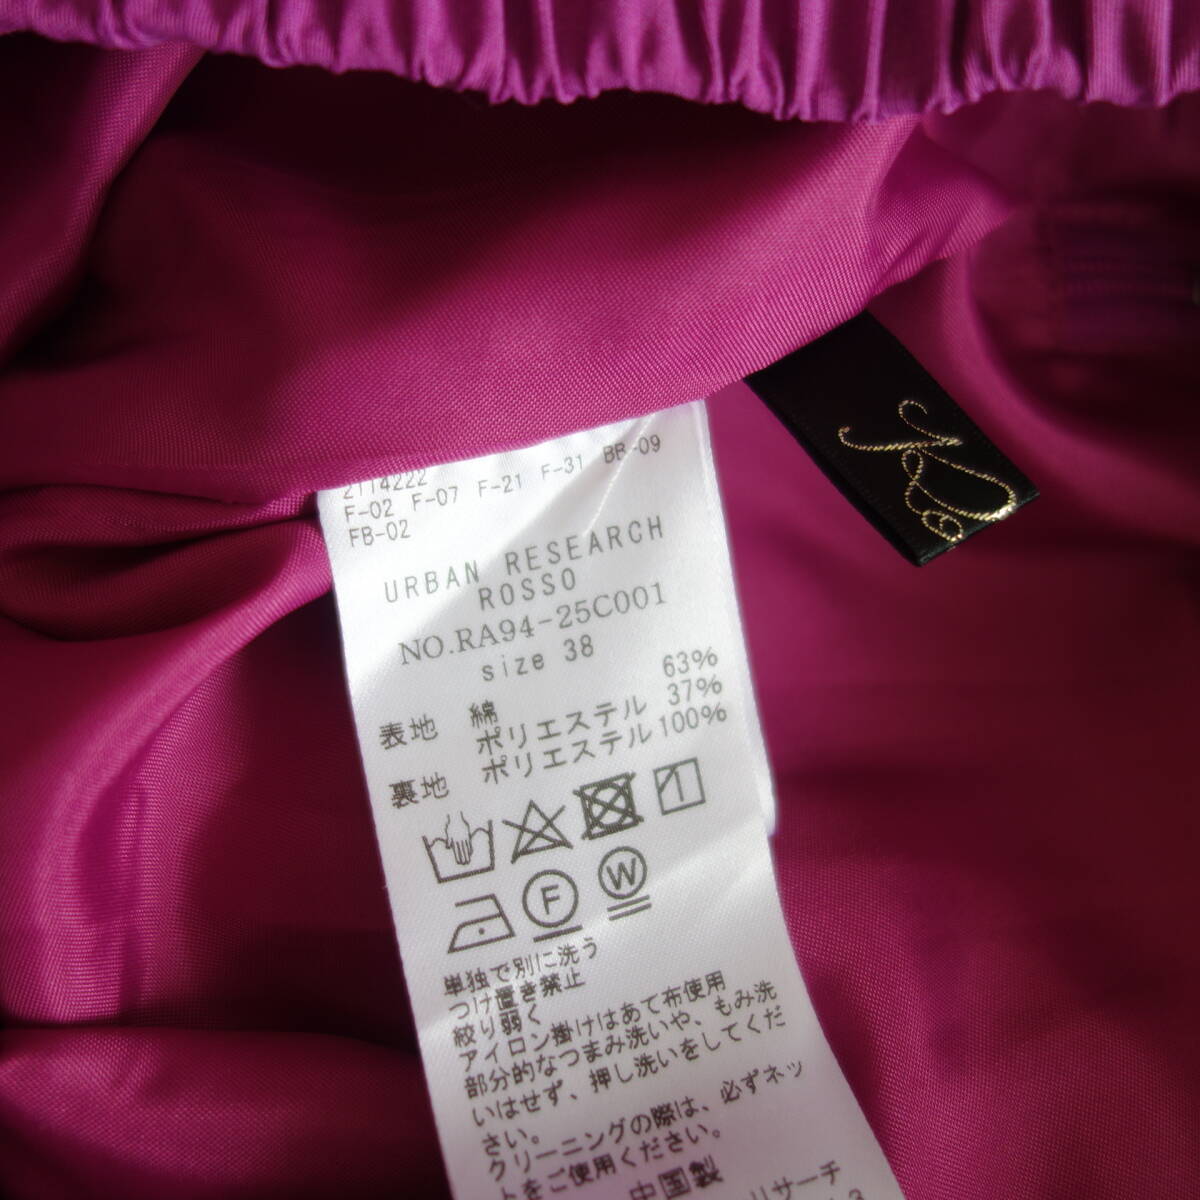 2114222
F-02 F-07 F-21 F-31 BR-09
FB-02
URBAN RESEARCH
ROSSO
NO.RA94-25C001
size 38
表地 綿 63%
ポリエステル 37%
裏地 ポリエステル 100%
1
F
W
単独で別に洗う
つけ置き禁止
絞り弱く
アイロン掛けはあて布使用
部分的なつまみ洗いや、もみ洗
いはせず、押し洗いをしてくだ
さい。
クリーニングの際は、必ずネッ
トをご使用ください。
中国製
リサーチ